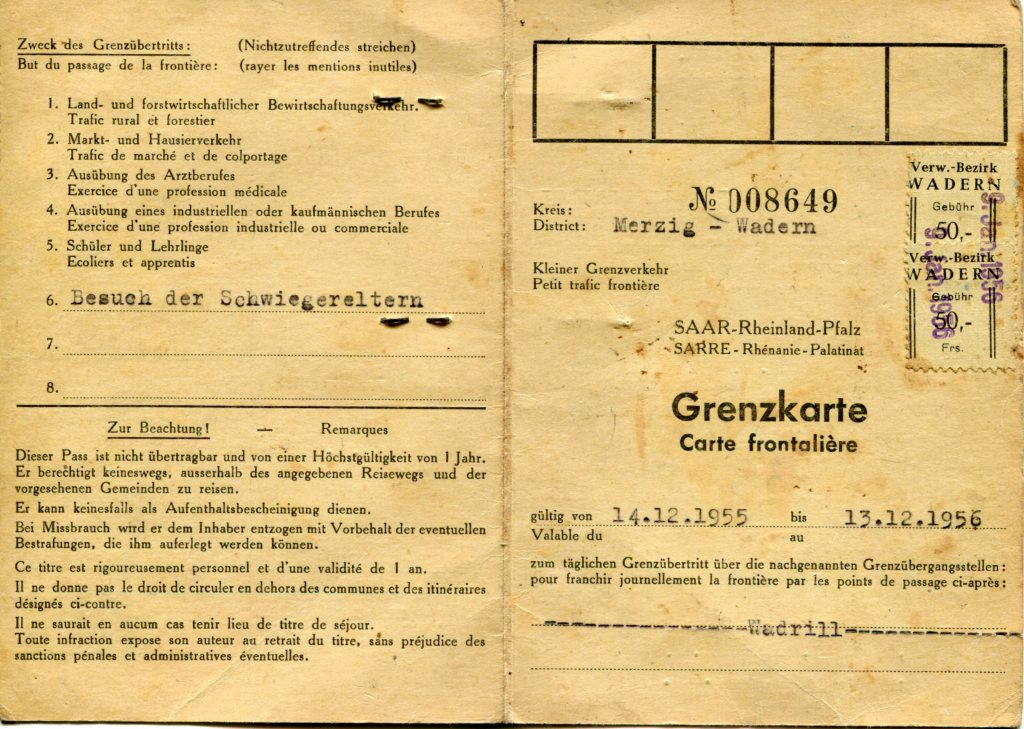 Zweck des Grenzübertritts: (Nichtzutreffendes streichen)
But du passage de la frontière: (rayer les mentions inutiles)
1. Land- und forstwirtschaftlicher Bewirtschaftungsverkehr.
Trafic rural et forestier
2. Markt- und Hausierverkehr
Trafic de marché et de colportage
3. Ausübung des Arztberufes
Exercice d'une profession médicale
4. Ausübung eines industriellen oder kaufmännischen Berufes
Exercice d'une profession industrielle ou commerciale
5. Schüler und Lehrlinge
Ecoliers et apprentis
6. Besuch der Schwiegereltern
7.
8.
Zur Beachtung! — Remarques
Dieser Pass ist nicht übertragbar und von einer Höchstgültigkeit von 1 Jahr.
Er berechtigt keineswegs, ausserhalb des angegebenen Reisewegs und der
vorgesehenen Gemeinden zu reisen.
Er kann keinesfalls als Aufenthaltsbescheinigung dienen.
Bei Missbrauch wird er dem Inhaber entzogen mit Vorbehalt der eventuellen
Bestrafungen, die ihm auferlegt werden können.
Ce titre est rigoureusement personnel et d'une validité de 1 an.
Il ne donne pas le droit de circuler en dehors des communes et des itinéraires
désignés ci-contre.
Il ne saurait en aucum cas tenir lieu de titre de séjour.
Toute infraction expose son auteur au retrait du titre, sans préjudice des
sanctions pénales et administratives éventuelles.
Verw.-Bezirk
WADERN
Gebühr
50,-
Verw.-Bezirk
WADERN
Gebühr
50,-
Frs.
9. Jan. 1956
9. Jan. 1956
№ 008649
Kreis:
District: Merzig - Wadern
Kleiner Grenzverkehr
Petit trafic frontière
SAAR-Rheinland-Pfalz
SARRE-Rhénanie-Palatinat
Grenzkarte
Carte frontalière
gültig von 14.12.1955 bis 13.12.1956
Valable du au
zum täglichen Grenzübertritt über die nachgenannten Grenzübergangsstellen:
pour franchir journellement la frontière par les points de passage ci-après:
----------------Wadrill---------------